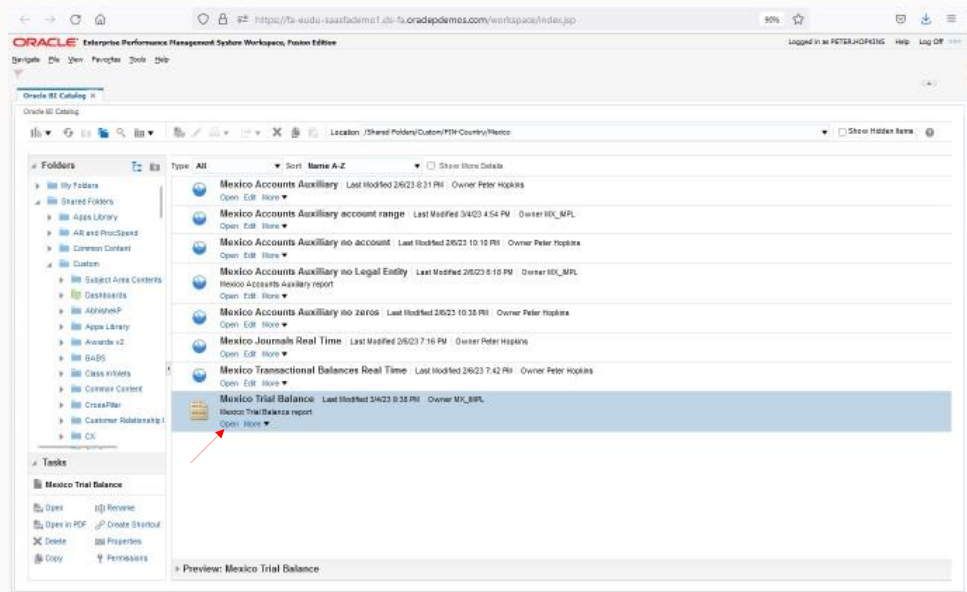 https://fa-eudu-saasfademo1.ds-fa.oradepdemos.com/workspace/index.jsp 90%
ORACLE Enterprise Performance Management System Workspace, Fusion Edition Logged in as PETER.HOPKINS Help Log Off
Navigate File View Favorites Tools Help
Oracle BI Catalog x
Oracle BI Catalog
Location /Shared Folders/Custom/FIN-Country/Mexico Show Hidden Items
Folders Type All Sort Name A-Z Show More Details
My Folders
Shared Folders
Apps Library
AR and ProcSpend
Common Content
Custom
Subject Area Contents
Dashboards
AbhishekP
Apps Library
Awards v2
BABS
Class Infolets
Common Content
CrossPillar
Customer Relationship
CX
Mexico Accounts Auxiliary Last Modified 2/6/23 8:31 PM Owner Peter Hopkins
Open Edit More
Mexico Accounts Auxiliary account range Last Modified 3/4/23 4:54 PM Owner MX_IMPL
Open Edit More
Mexico Accounts Auxiliary no account Last Modified 2/6/23 10:10 PM Owner Peter Hopkins
Open Edit More
Mexico Accounts Auxiliary no Legal Entity Last Modified 2/6/23 6:18 PM Owner MX_IMPL
Mexico Accounts Auxiliary report
Open Edit More
Mexico Accounts Auxiliary no zeros Last Modified 2/6/23 10:38 PM Owner Peter Hopkins
Open Edit More
Mexico Journals Real Time Last Modified 2/6/23 7:16 PM Owner Peter Hopkins
Open Edit More
Mexico Transactional Balances Real Time Last Modified 2/6/23 7:42 PM Owner Peter Hopkins
Open Edit More
Mexico Trial Balance Last Modified 3/4/23 8:38 PM Owner MX_IMPL
Mexico Trial Balance report
Open More
Tasks
Mexico Trial Balance
Open Rename
Open in PDF Create Shortcut
Delete Properties
Copy Permissions
Preview: Mexico Trial Balance